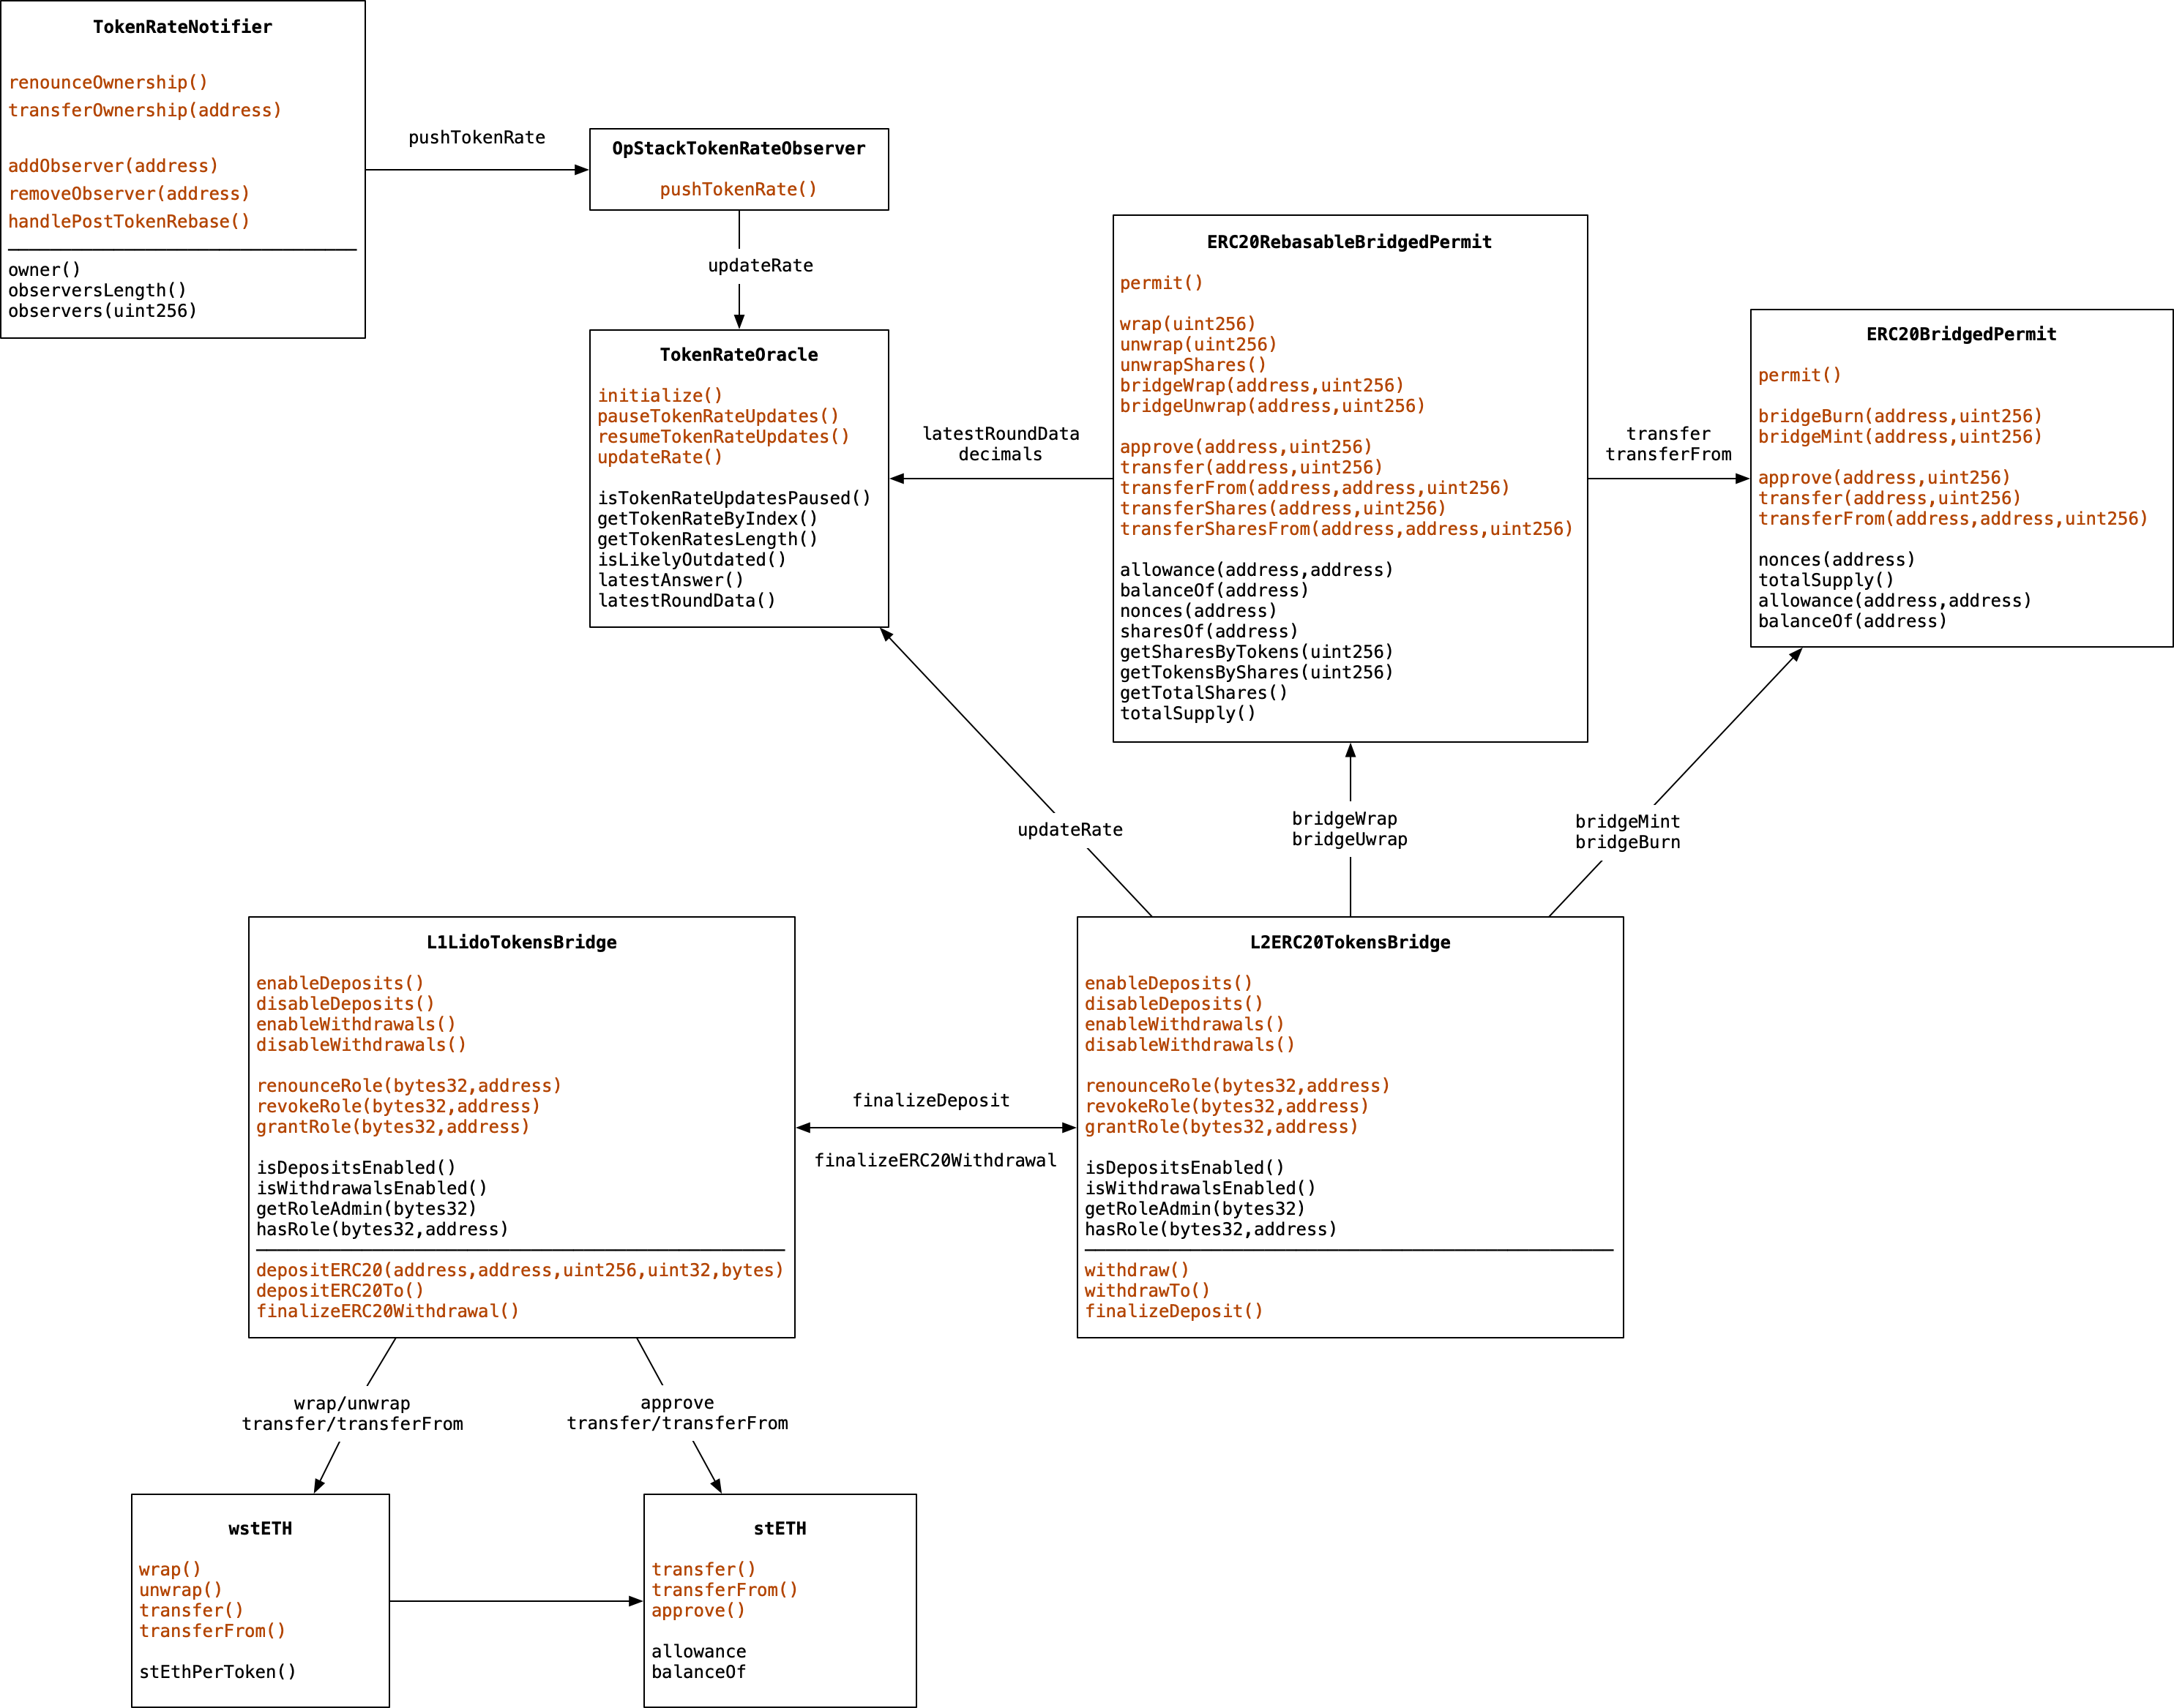 TokenRateNotifier
renounceOwnership()
transferOwnership(address)
addObserver(address)
removeObserver(address)
handlePostTokenRebase()
owner()
observersLength()
observers(uint256)
pushTokenRate
OpStackTokenRateObserver
pushTokenRate()
updateRate
TokenRateOracle
initialize()
pauseTokenRateUpdates()
resumeTokenRateUpdates()
updateRate()
isTokenRateUpdatesPaused()
getTokenRateByIndex()
getTokenRatesLength()
isLikelyOutdated()
latestAnswer()
latestRoundData()
latestRoundData
decimals
ERC20RebasableBridgedPermit
permit()
wrap(uint256)
unwrap(uint256)
unwrapShares()
bridgeWrap(address,uint256)
bridgeUnwrap(address,uint256)
approve(address,uint256)
transfer(address,uint256)
transferFrom(address,address,uint256)
transferShares(address,uint256)
transferSharesFrom(address,address,uint256)
allowance(address,address)
balanceOf(address)
nonces(address)
sharesOf(address)
getSharesByTokens(uint256)
getTokensByShares(uint256)
getTotalShares()
totalSupply()
transfer
transferFrom
ERC20BridgedPermit
permit()
bridgeBurn(address,uint256)
bridgeMint(address,uint256)
approve(address,uint256)
transfer(address,uint256)
transferFrom(address,address,uint256)
nonces(address)
totalSupply()
allowance(address,address)
balanceOf(address)
updateRate
bridgeWrap
bridgeUwrap
bridgeMint
bridgeBurn
L1LidoTokensBridge
enableDeposits()
disableDeposits()
enableWithdrawals()
disableWithdrawals()
renounceRole(bytes32,address)
revokeRole(bytes32,address)
grantRole(bytes32,address)
isDepositsEnabled()
isWithdrawalsEnabled()
getRoleAdmin(bytes32)
hasRole(bytes32,address)
depositERC20(address,address,uint256,uint32,bytes)
depositERC20To()
finalizeERC20Withdrawal()
finalizeDeposit
finalizeERC20Withdrawal
L2ERC20TokensBridge
enableDeposits()
disableDeposits()
enableWithdrawals()
disableWithdrawals()
renounceRole(bytes32,address)
revokeRole(bytes32,address)
grantRole(bytes32,address)
isDepositsEnabled()
isWithdrawalsEnabled()
getRoleAdmin(bytes32)
hasRole(bytes32,address)
withdraw()
withdrawTo()
finalizeDeposit()
wrap/unwrap
transfer/transferFrom
approve
transfer/transferFrom
wstETH
wrap()
unwrap()
transfer()
transferFrom()
stEthPerToken()
stETH
transfer()
transferFrom()
approve()
allowance
balanceOf